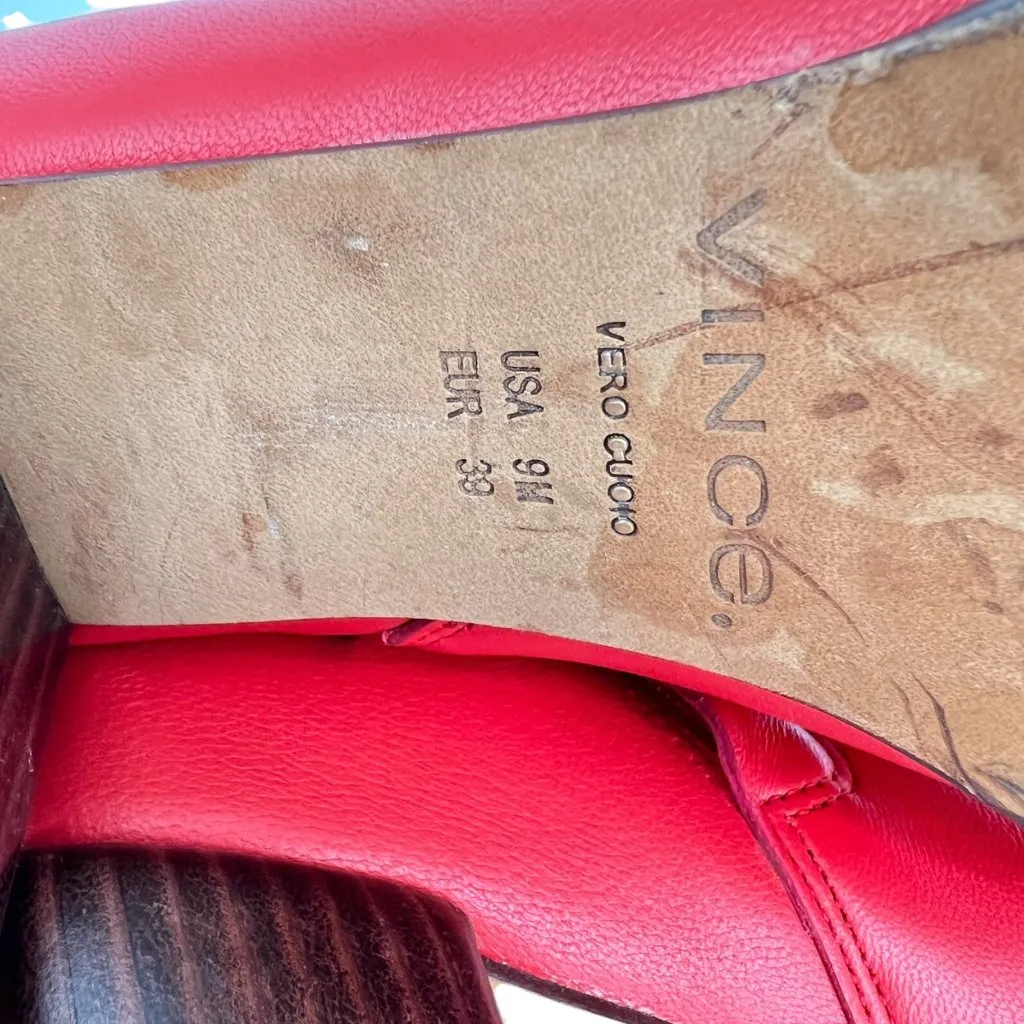 VINCe.
VERO CUOIO
USA 9M
EUR 39